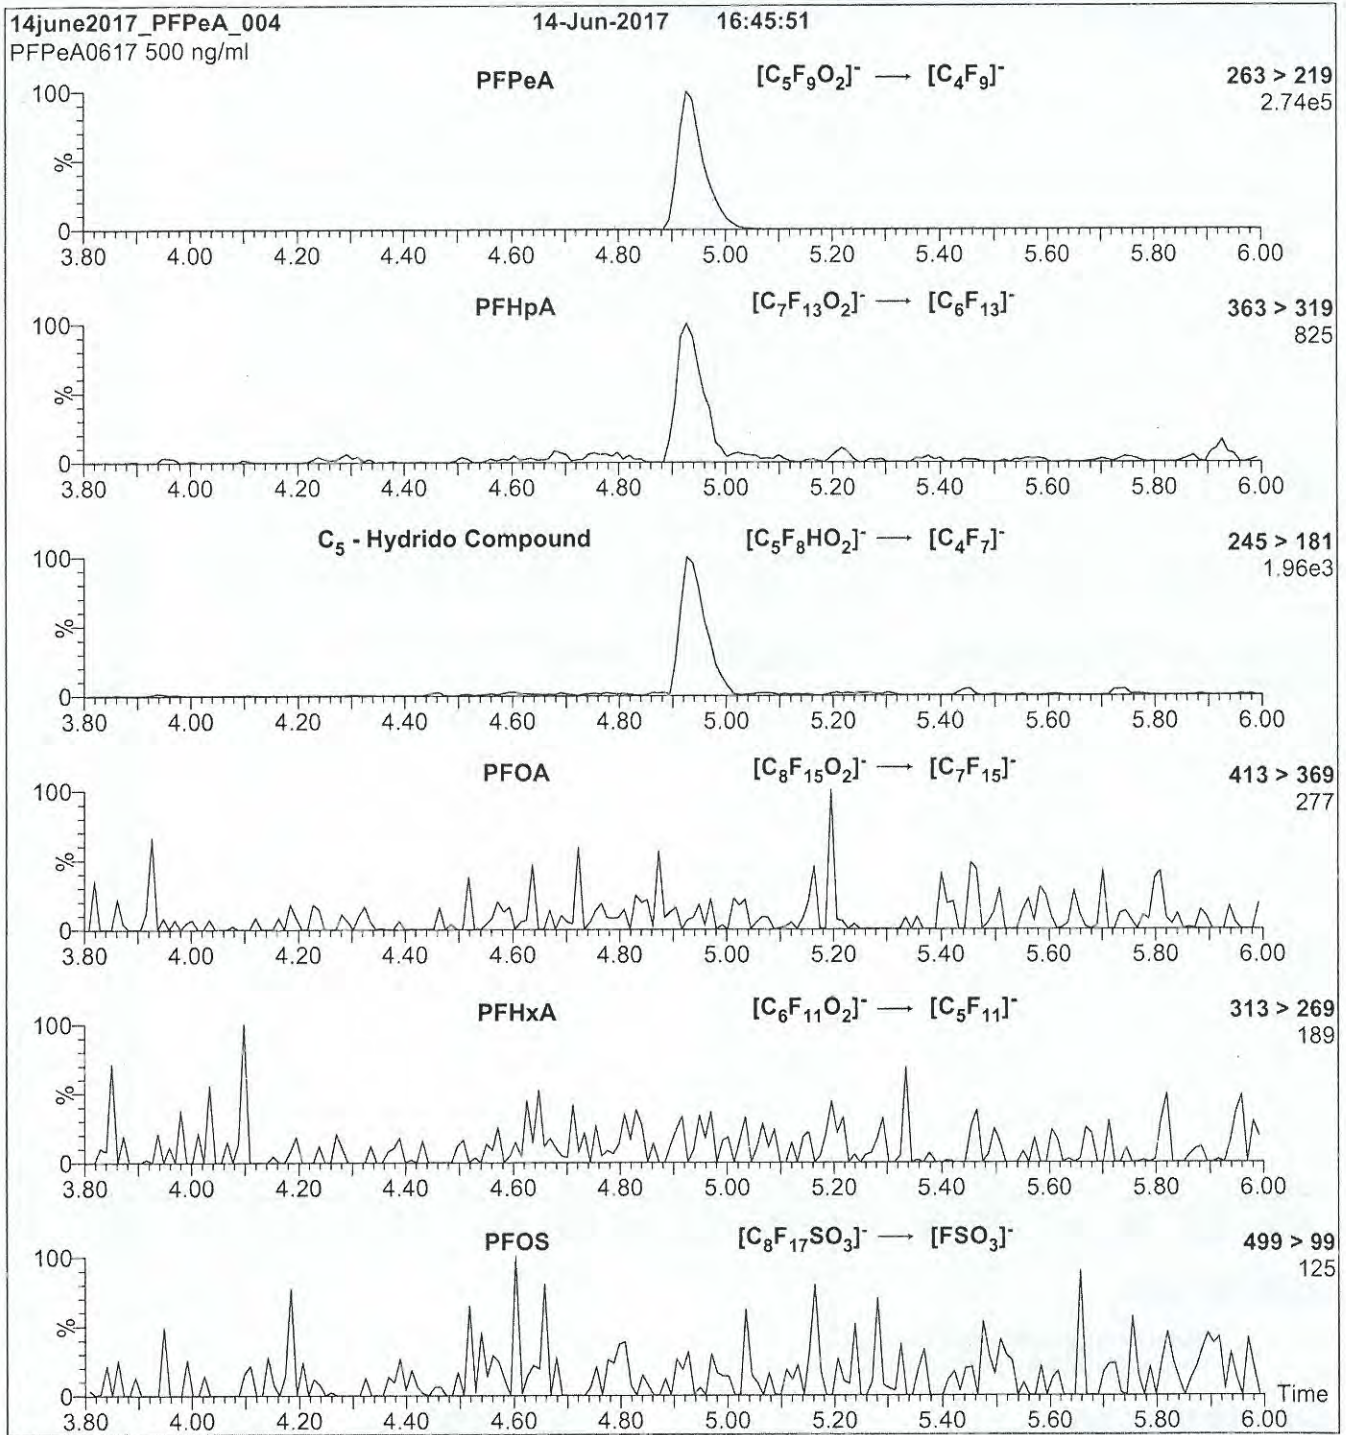 14june2017_PFPeA_004 14-Jun-2017 16:45:51
PFPeA0617 500 ng/ml
PFPeA [C₅F₉O₂]⁻ → [C₄F₉]⁻ 263 > 219
2.74e5
100
%
0
3.80 4.00 4.20 4.40 4.60 4.80 5.00 5.20 5.40 5.60 5.80 6.00
PFHpA [C₇F₁₃O₂]⁻ → [C₆F₁₃]⁻ 363 > 319
825
100
%
0
3.80 4.00 4.20 4.40 4.60 4.80 5.00 5.20 5.40 5.60 5.80 6.00
C₅ - Hydrido Compound [C₅F₈HO₂]⁻ → [C₄F₇]⁻ 245 > 181
1.96e3
100
%
0
3.80 4.00 4.20 4.40 4.60 4.80 5.00 5.20 5.40 5.60 5.80 6.00
PFOA [C₈F₁₅O₂]⁻ → [C₇F₁₅]⁻ 413 > 369
277
100
%
0
3.80 4.00 4.20 4.40 4.60 4.80 5.00 5.20 5.40 5.60 5.80 6.00
PFHxA [C₆F₁₁O₂]⁻ → [C₅F₁₁]⁻ 313 > 269
189
100
%
0
3.80 4.00 4.20 4.40 4.60 4.80 5.00 5.20 5.40 5.60 5.80 6.00
PFOS [C₈F₁₇SO₃]⁻ → [FSO₃]⁻ 499 > 99
125
100
%
0 Time
3.80 4.00 4.20 4.40 4.60 4.80 5.00 5.20 5.40 5.60 5.80 6.00